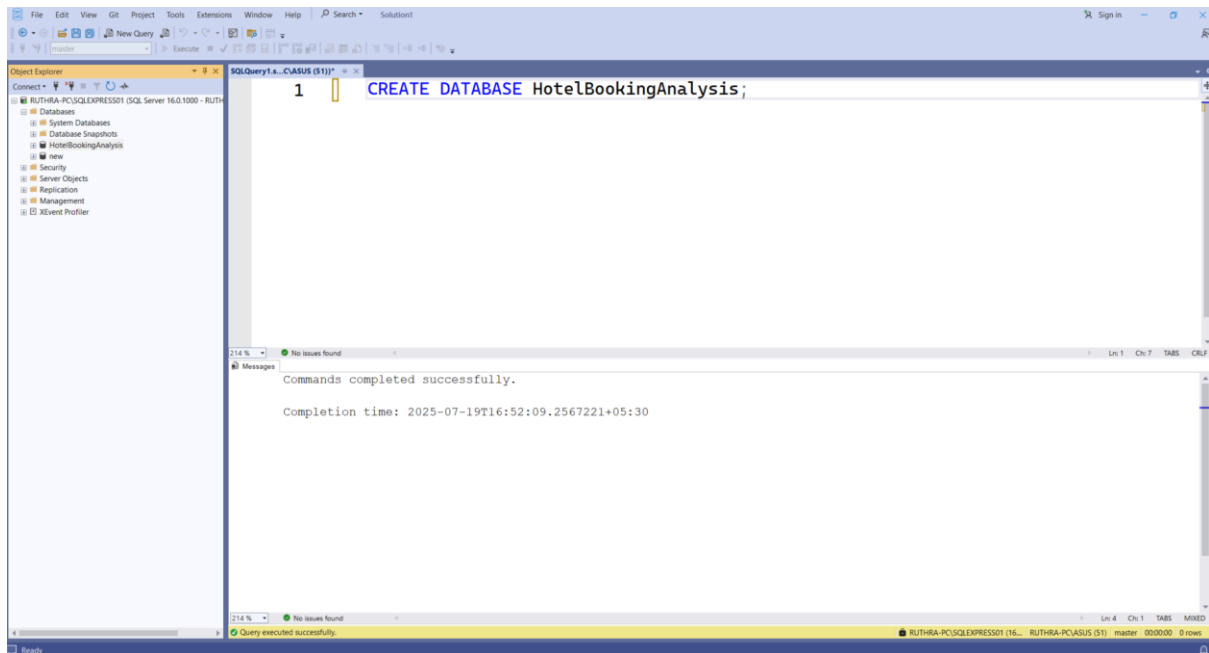 File Edit View Git Project Tools Extensions Window Help Search Solution1 Sign in
New Query
master Execute
Object Explorer
Connect
RUTHRA-PC\SQLEXPRESS01 (SQL Server 16.0.1000 - RUTH
Databases
System Databases
Database Snapshots
HotelBookingAnalysis
new
Security
Server Objects
Replication
Management
XEvent Profiler
SQLQuery1.s...C\ASUS (51))*
1 CREATE DATABASE HotelBookingAnalysis;
214 % No issues found Ln: 1 Ch: 7 TABS CRLF
Messages
Commands completed successfully.
Completion time: 2025-07-19T16:52:09.2567221+05:30
214 % No issues found Ln: 4 Ch: 1 TABS MIXED
Query executed successfully. RUTHRA-PC\SQLEXPRESS01 (16... RUTHRA-PC\ASUS (51) master 00:00:00 0 rows
Ready